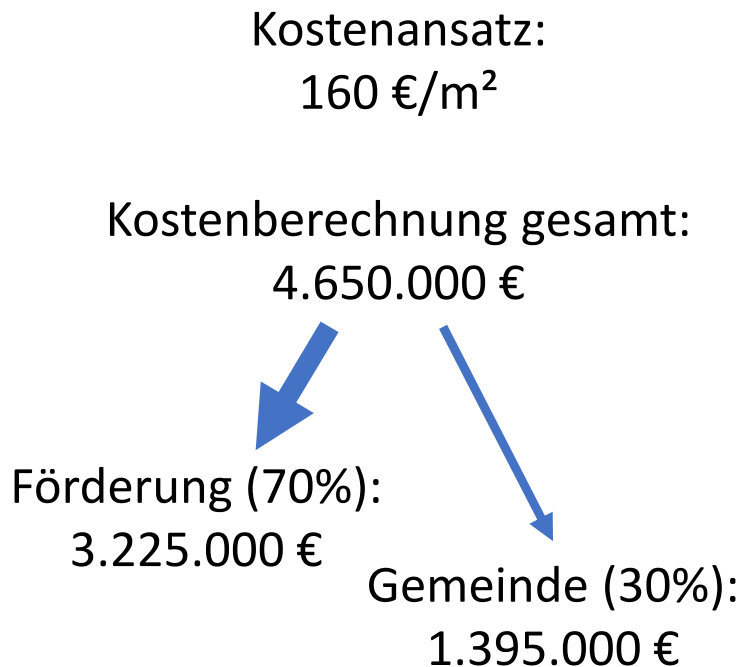 Kostenansatz:
160 €/m²
Kostenberechnung gesamt:
4.650.000 €
Förderung (70%):
3.225.000 €
Gemeinde (30%):
1.395.000 €